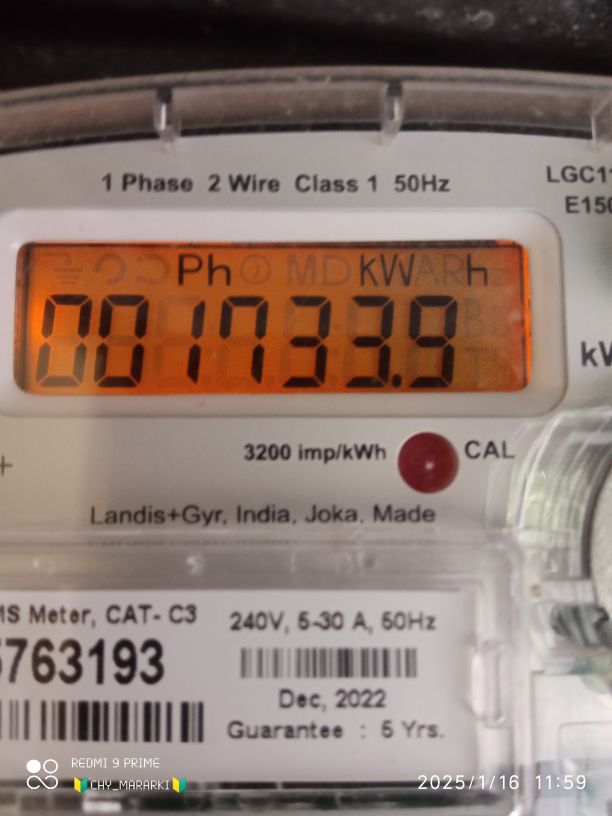 1 Phase 2 Wire Class 1 50Hz
Ph kWh
001733.9
3200 imp/kWh CAL
Landis+Gyr, India, Joka, Made
MS Meter, CAT- C3
763193
240V, 5-30 A, 50Hz
Dec, 2022
Guarantee : 5 Yrs.
REDMI 9 PRIME
🔰CHY_MARARKI🔰
2025/1/16 11:59